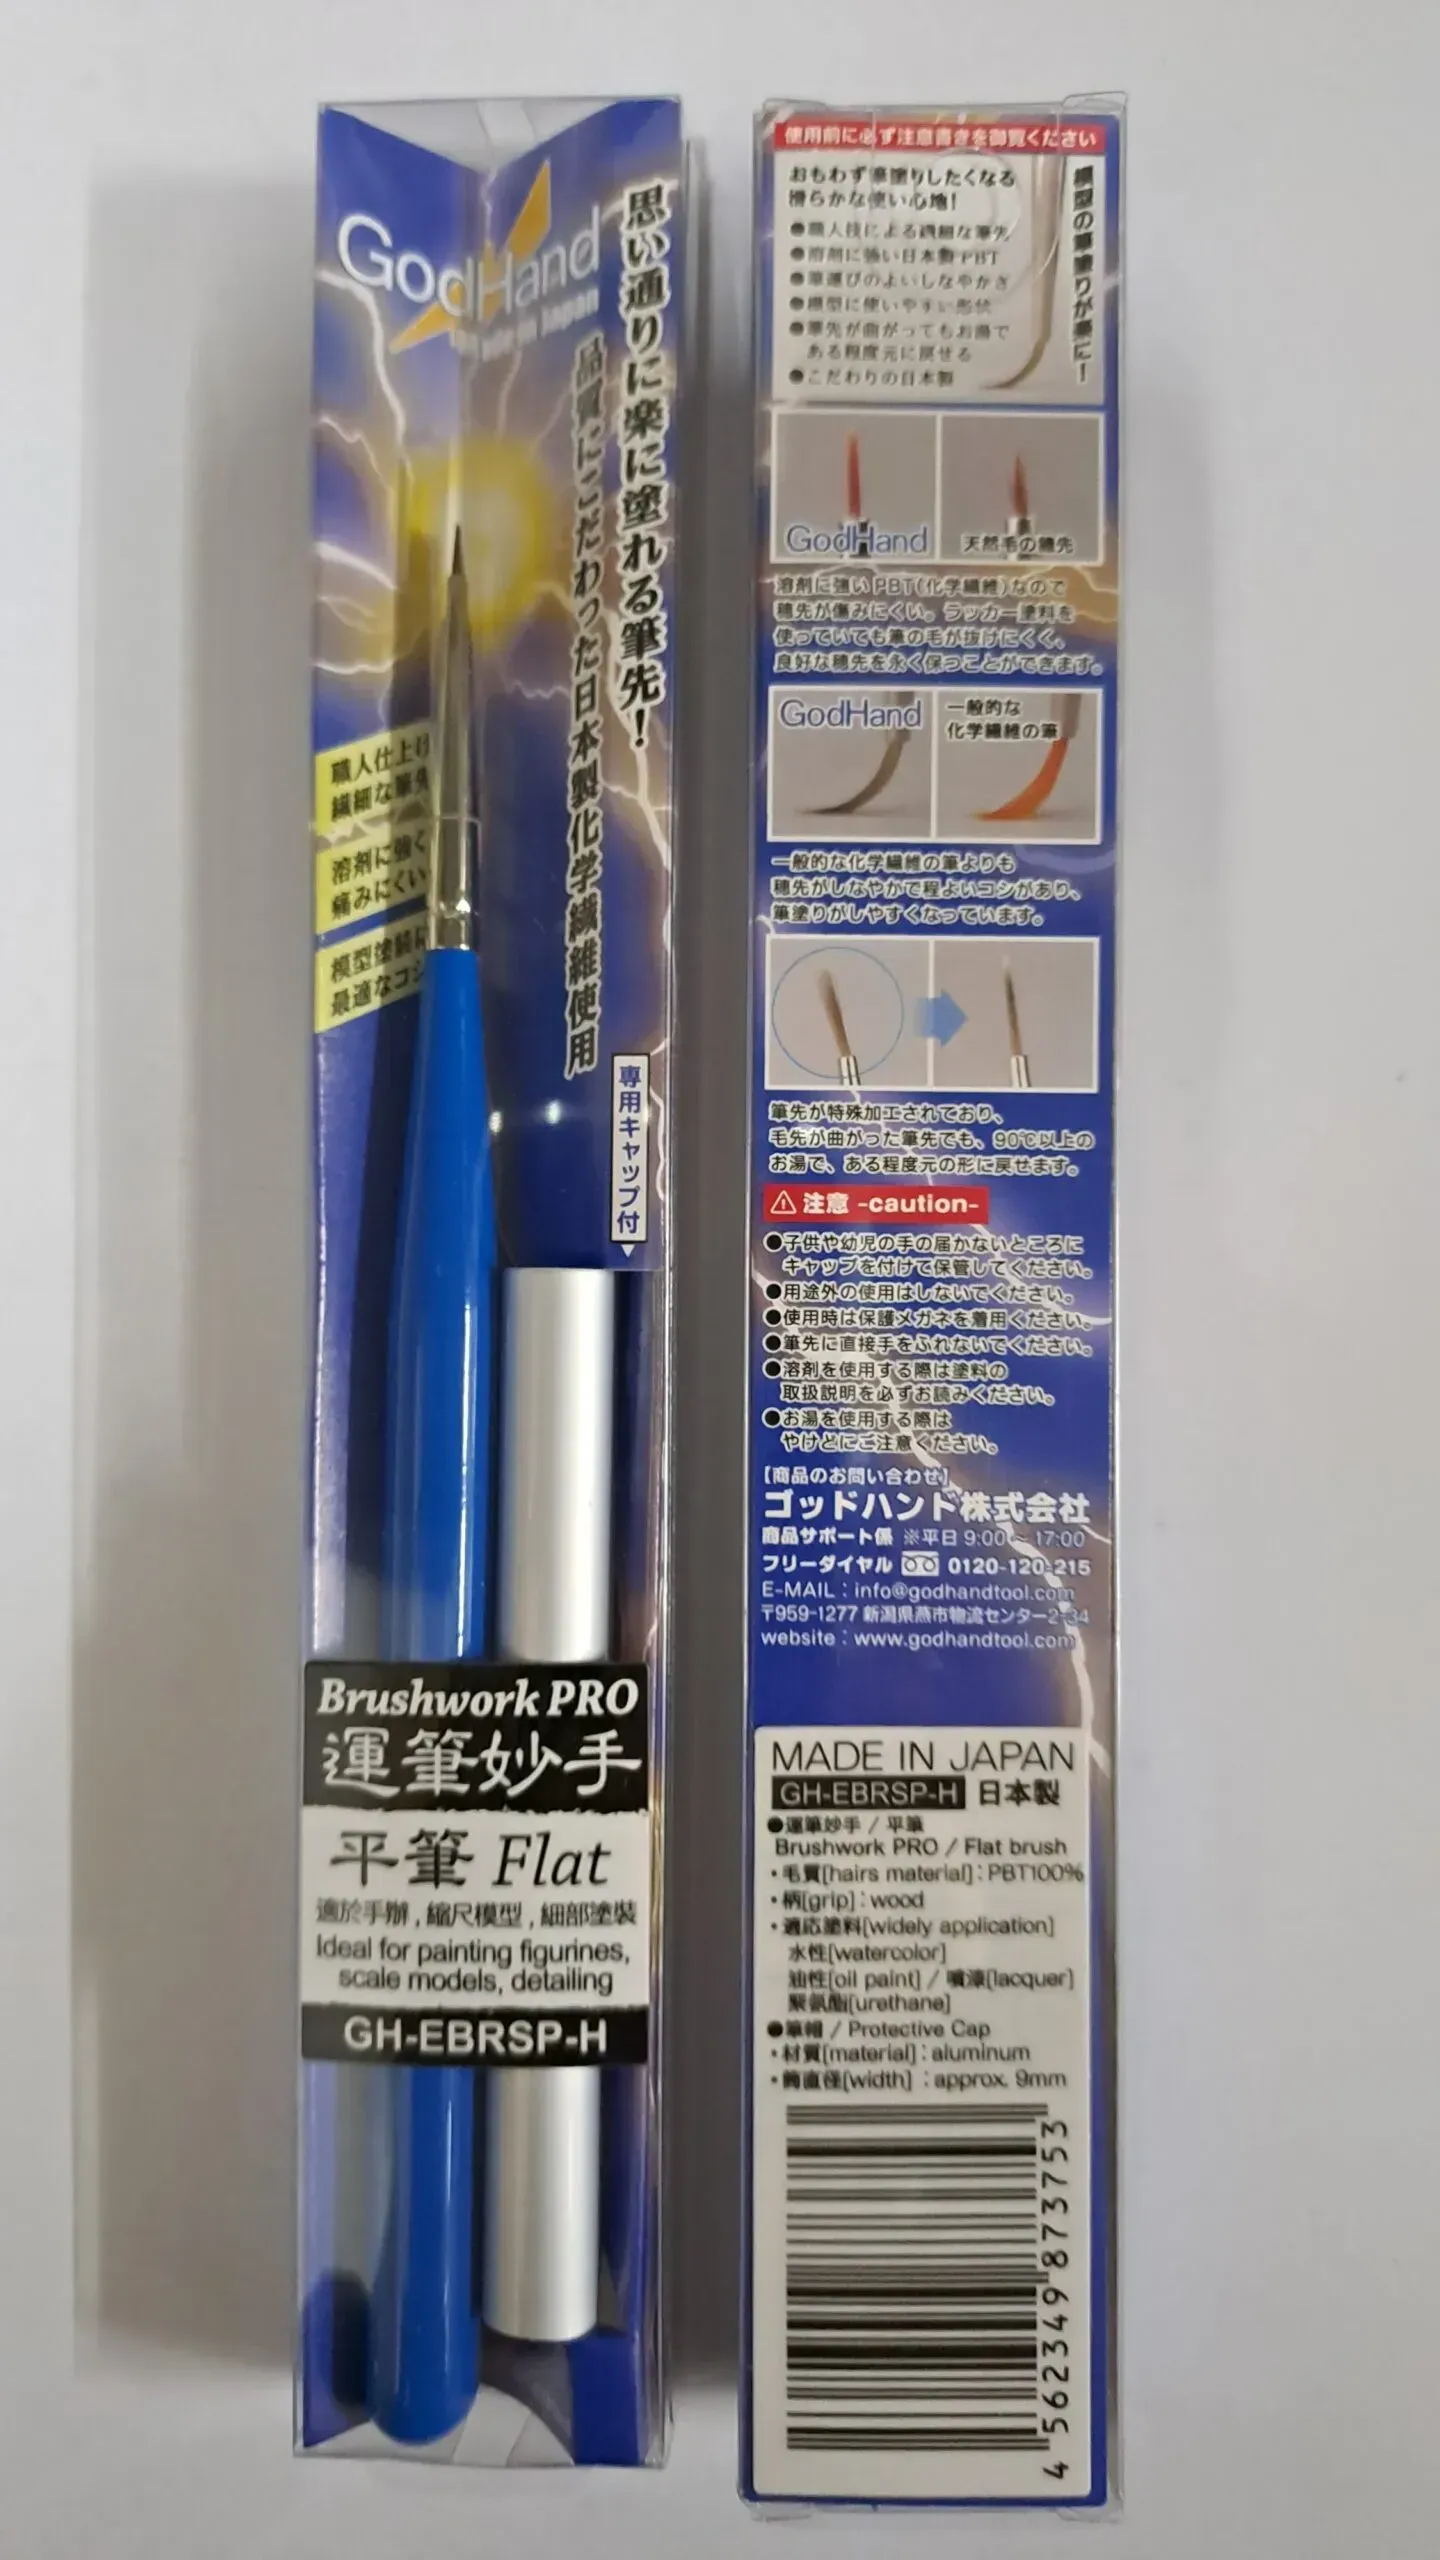 GodHand
思い通りに楽に塗れる筆先!
品質にこだわった日本製化学繊維使用
職人仕上げ
繊細な筆先
溶剤に強く
痛みにくい
模型塗装に
最適なコシ
専用キャップ付
Brushwork PRO
運筆妙手
平筆 Flat
適於手辦,縮尺模型,細部塗裝
Ideal for painting figurines,
scale models, detailing
GH-EBRSP-H
使用前に必ず注意書きを御覧ください
おもわず筆塗りしたくなる
滑らかな使い心地!
模型の筆塗りが楽に!
●職人技による繊細な筆先
●溶剤に強い日本製PBT
●筆運びのよいしなやかさ
●模型に使いやすい形状
●筆先が曲がってもお湯で
ある程度元に戻せる
●こだわりの日本製
GodHand
天然毛の穂先
溶剤に強いPBT(化学繊維)なので
穂先が傷みにくい。ラッカー塗料を
使っていても筆の毛が抜けにくく、
良好な穂先を永く保つことができます。
GodHand
一般的な
化学繊維の筆
一般的な化学繊維の筆よりも
穂先がしなやかで程よいコシがあり、
筆塗りがしやすくなっています。
筆先が特殊加工されており、
毛先が曲がった筆先でも、90℃以上の
お湯で、ある程度元の形に戻せます。
⚠注意 -caution-
●子供や幼児の手の届かないところに
キャップを付けて保管してください。
●用途外の使用はしないでください。
●使用時は保護メガネを着用ください。
●筆先に直接手をふれないでください。
●溶剤を使用する際は塗料の
取扱説明を必ずお読みください。
●お湯を使用する際は
やけどにご注意ください。
【商品のお問い合わせ】
ゴッドハンド株式会社
商品サポート係 ※平日 9:00～17:00
フリーダイヤル 0120-120-215
E-MAIL：info@godhandtool.com
〒959-1277 新潟県燕市物流センター2-34
website：www.godhandtool.com
MADE IN JAPAN
GH-EBRSP-H 日本製
●運筆妙手 / 平筆
Brushwork PRO / Flat brush
・毛質[hairs material]：PBT100%
・柄[grip]：wood
・適応塗料[widely application]
水性[watercolor]
油性[oil paint] / 噴漆[lacquer]
聚氨酯[urethane]
●筆帽 / Protective Cap
・材質[material]：aluminum
・筒直徑[width]：approx. 9mm
4 562349 873753